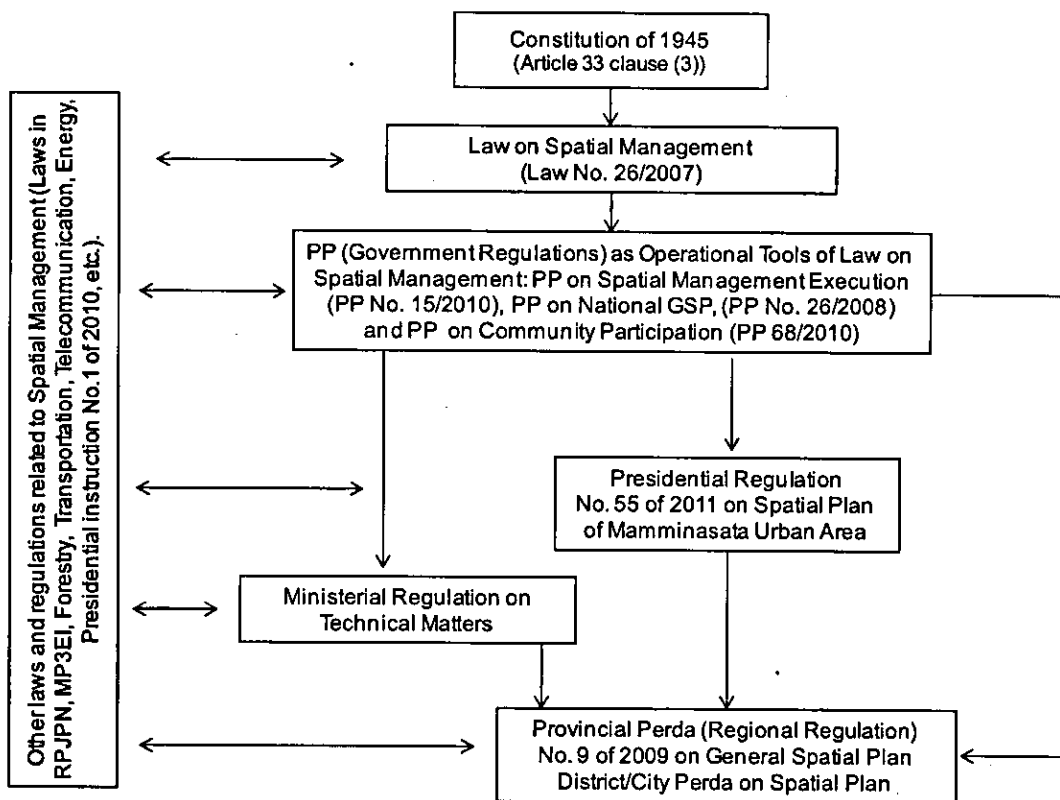 Constitution of 1945
(Article 33 clause (3))
Other laws and regulations related to Spatial Management (Laws in
RPJPN, MP3EI, Forestry, Transportation, Telecommunication, Energy,
Presidential instruction No.1 of 2010, etc.).
Law on Spatial Management
(Law No. 26/2007)
PP (Government Regulations) as Operational Tools of Law on
Spatial Management: PP on Spatial Management Execution
(PP No. 15/2010), PP on National GSP, (PP No. 26/2008)
and PP on Community Participation (PP 68/2010)
Presidential Regulation
No. 55 of 2011 on Spatial Plan
of Mamminasata Urban Area
Ministerial Regulation on
Technical Matters
Provincial Perda (Regional Regulation)
No. 9 of 2009 on General Spatial Plan
District/City Perda on Spatial Plan